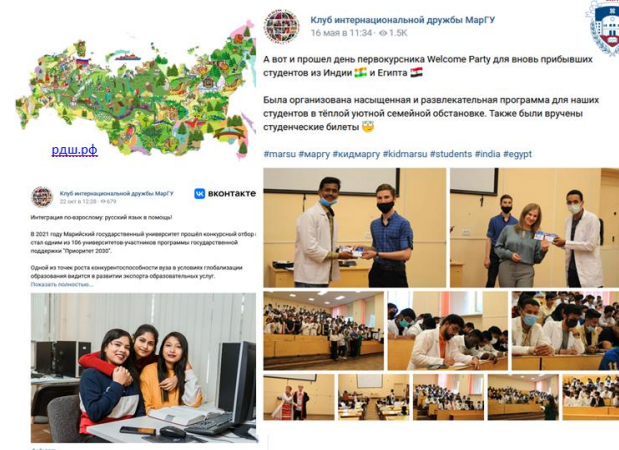 рдш.рф
Клуб интернациональной дружбы МарГУ
22 окт в 12:28 · 679
вконтакте
Интеграция по-взрослому: русский язык в помощь!
В 2021 году Марийский государственный университет прошёл конкурсный отбор и
стал одним из 106 университетов-участников программы государственной
поддержки "Приоритет 2030".
Одной из точек роста конкурентоспособности вуза в условиях глобализации
образования видится в развитии экспорта образовательных услуг.
Показать полностью...
Клуб интернациональной дружбы МарГУ
16 мая в 11:34 · 1.5K
А вот и прошел день первокурсника Welcome Party для вновь прибывших
студентов из Индии и Египта
Была организована насыщенная и развлекательная программа для наших
студентов в тёплой уютной семейной обстановке. Также были вручены
студенческие билеты
#marsu #маргу #кидмаргу #kidmarsu #students #india #egypt